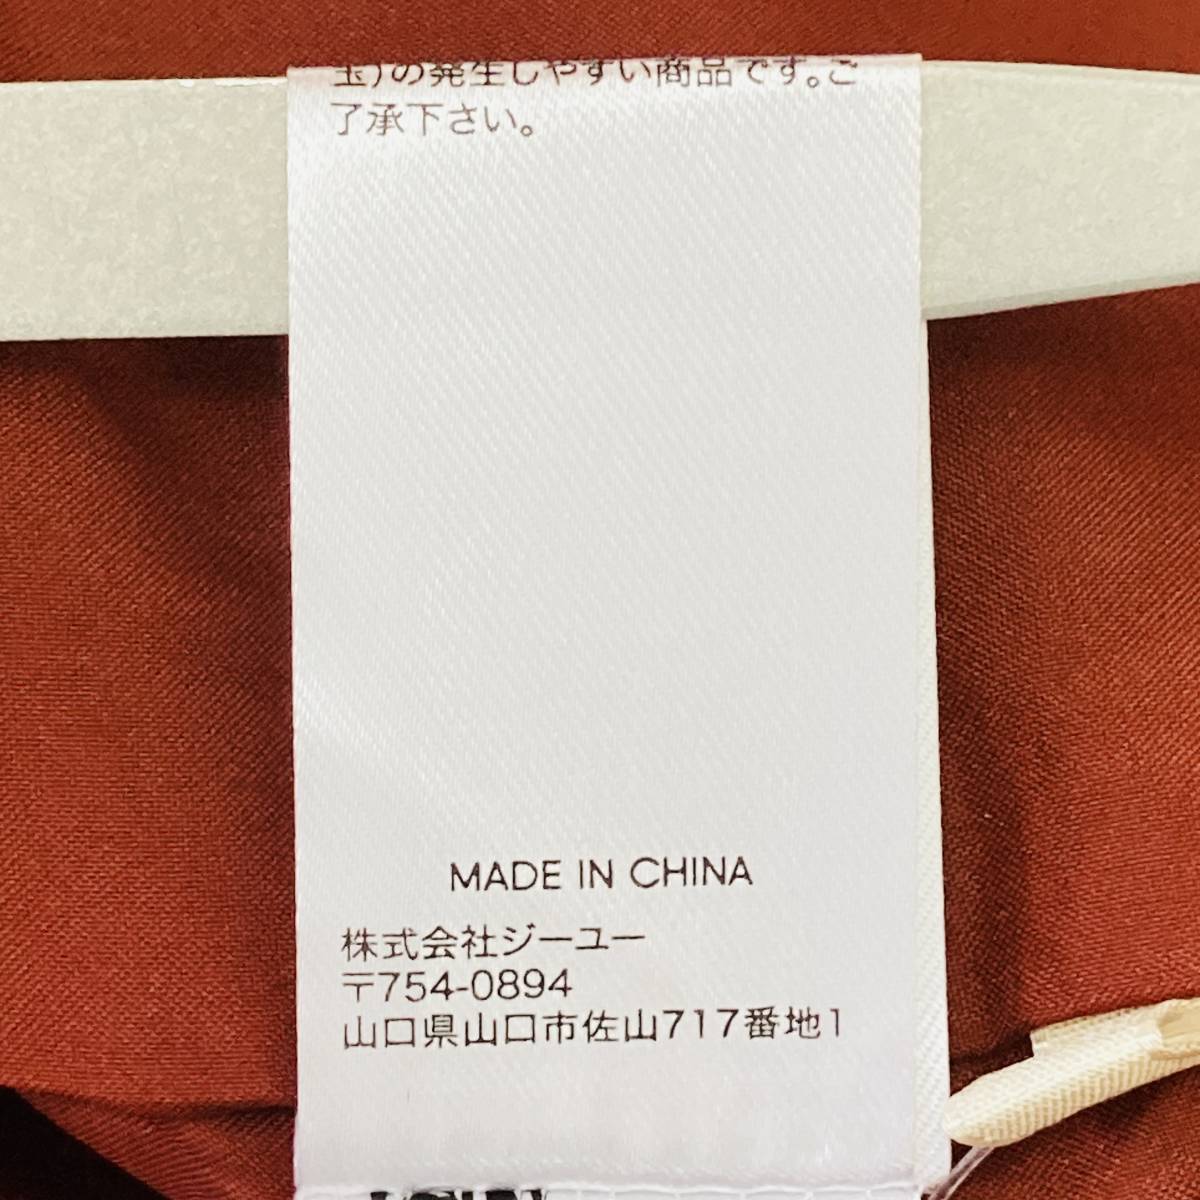 玉)の発生しやすい商品です。ご
了承下さい。
MADE IN CHINA
株式会社ジーユー
〒754-0894
山口県山口市佐山717番地1